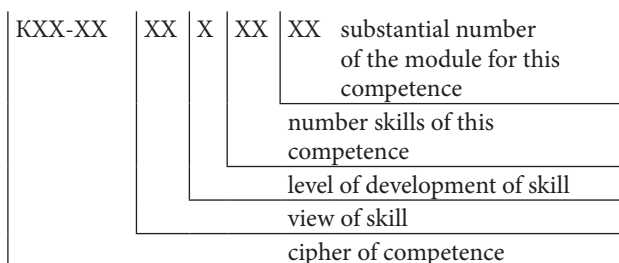 KXX-XX XX X XX XX substantial number
of the module for this
competence
number skills of this
competence
level of development of skill
view of skill
cipher of competence